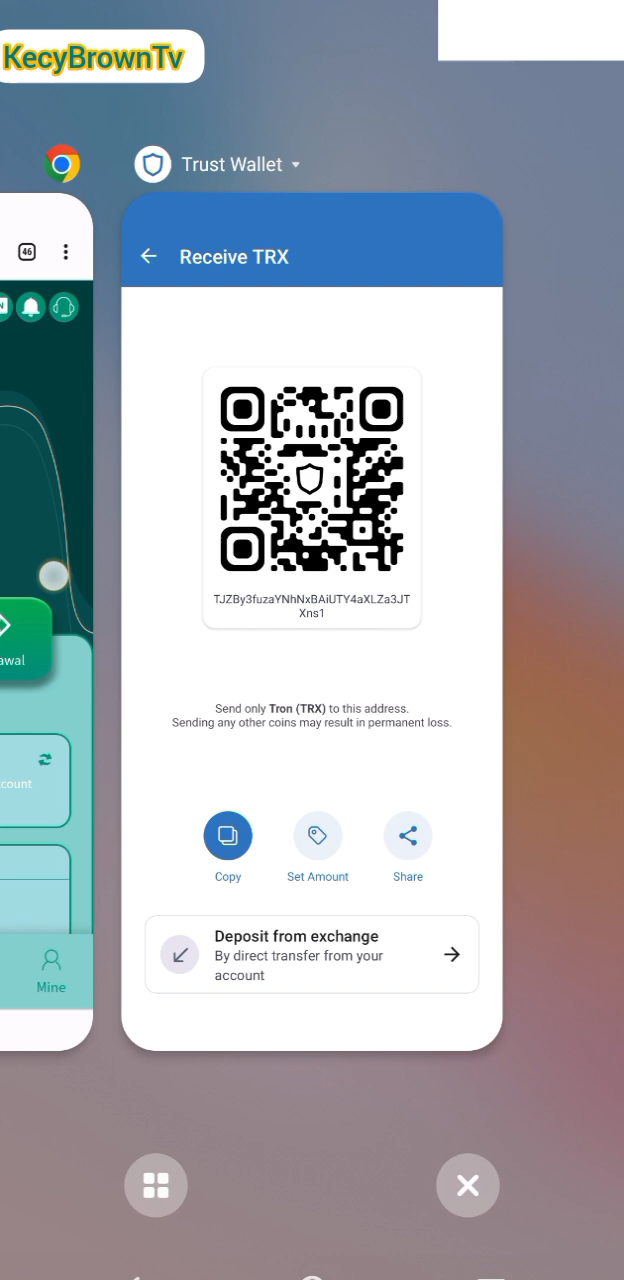 KecyBrownTv
Trust Wallet
46
Receive TRX
N
TJZBy3fuzaYNhNxBAiUTY4aXLZa3JT
Xns1
awal
Send only Tron (TRX) to this address.
Sending any other coins may result in permanent loss.
count
Copy
Set Amount
Share
Deposit from exchange
By direct transfer from your
account
Mine